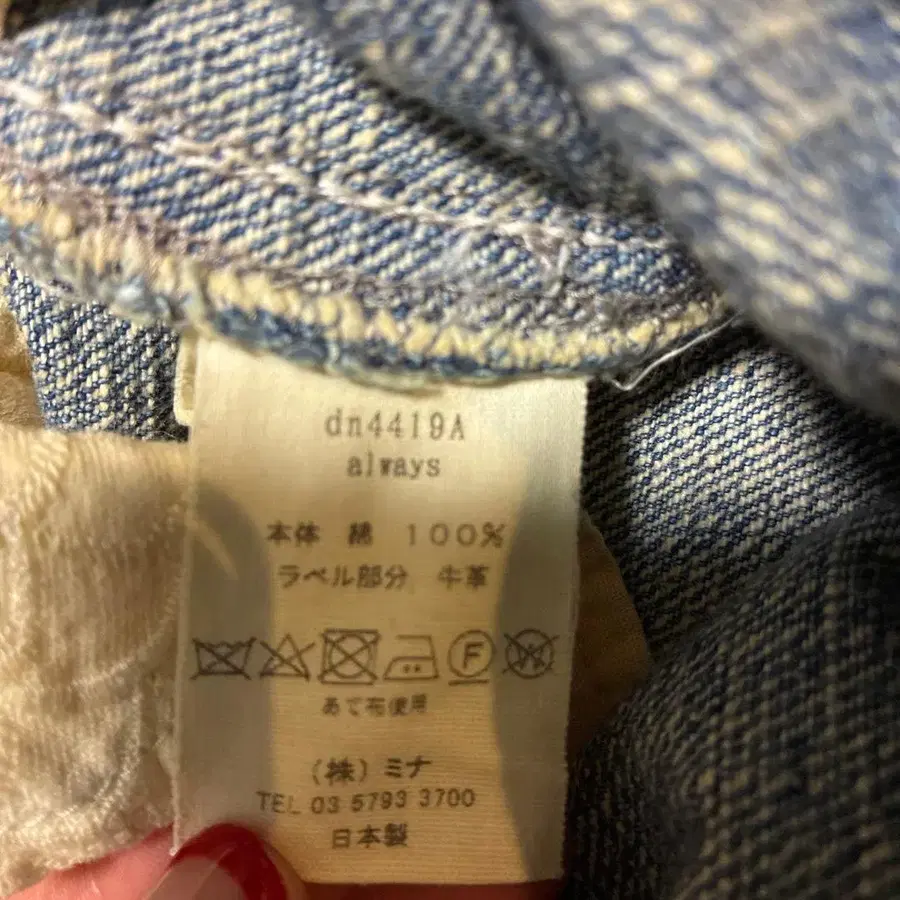 dn4419A
always
本体 綿 100%
ラベル部分 牛革
F W
あて布使用
(株) ミナ
TEL 03 5793 3700
日本製